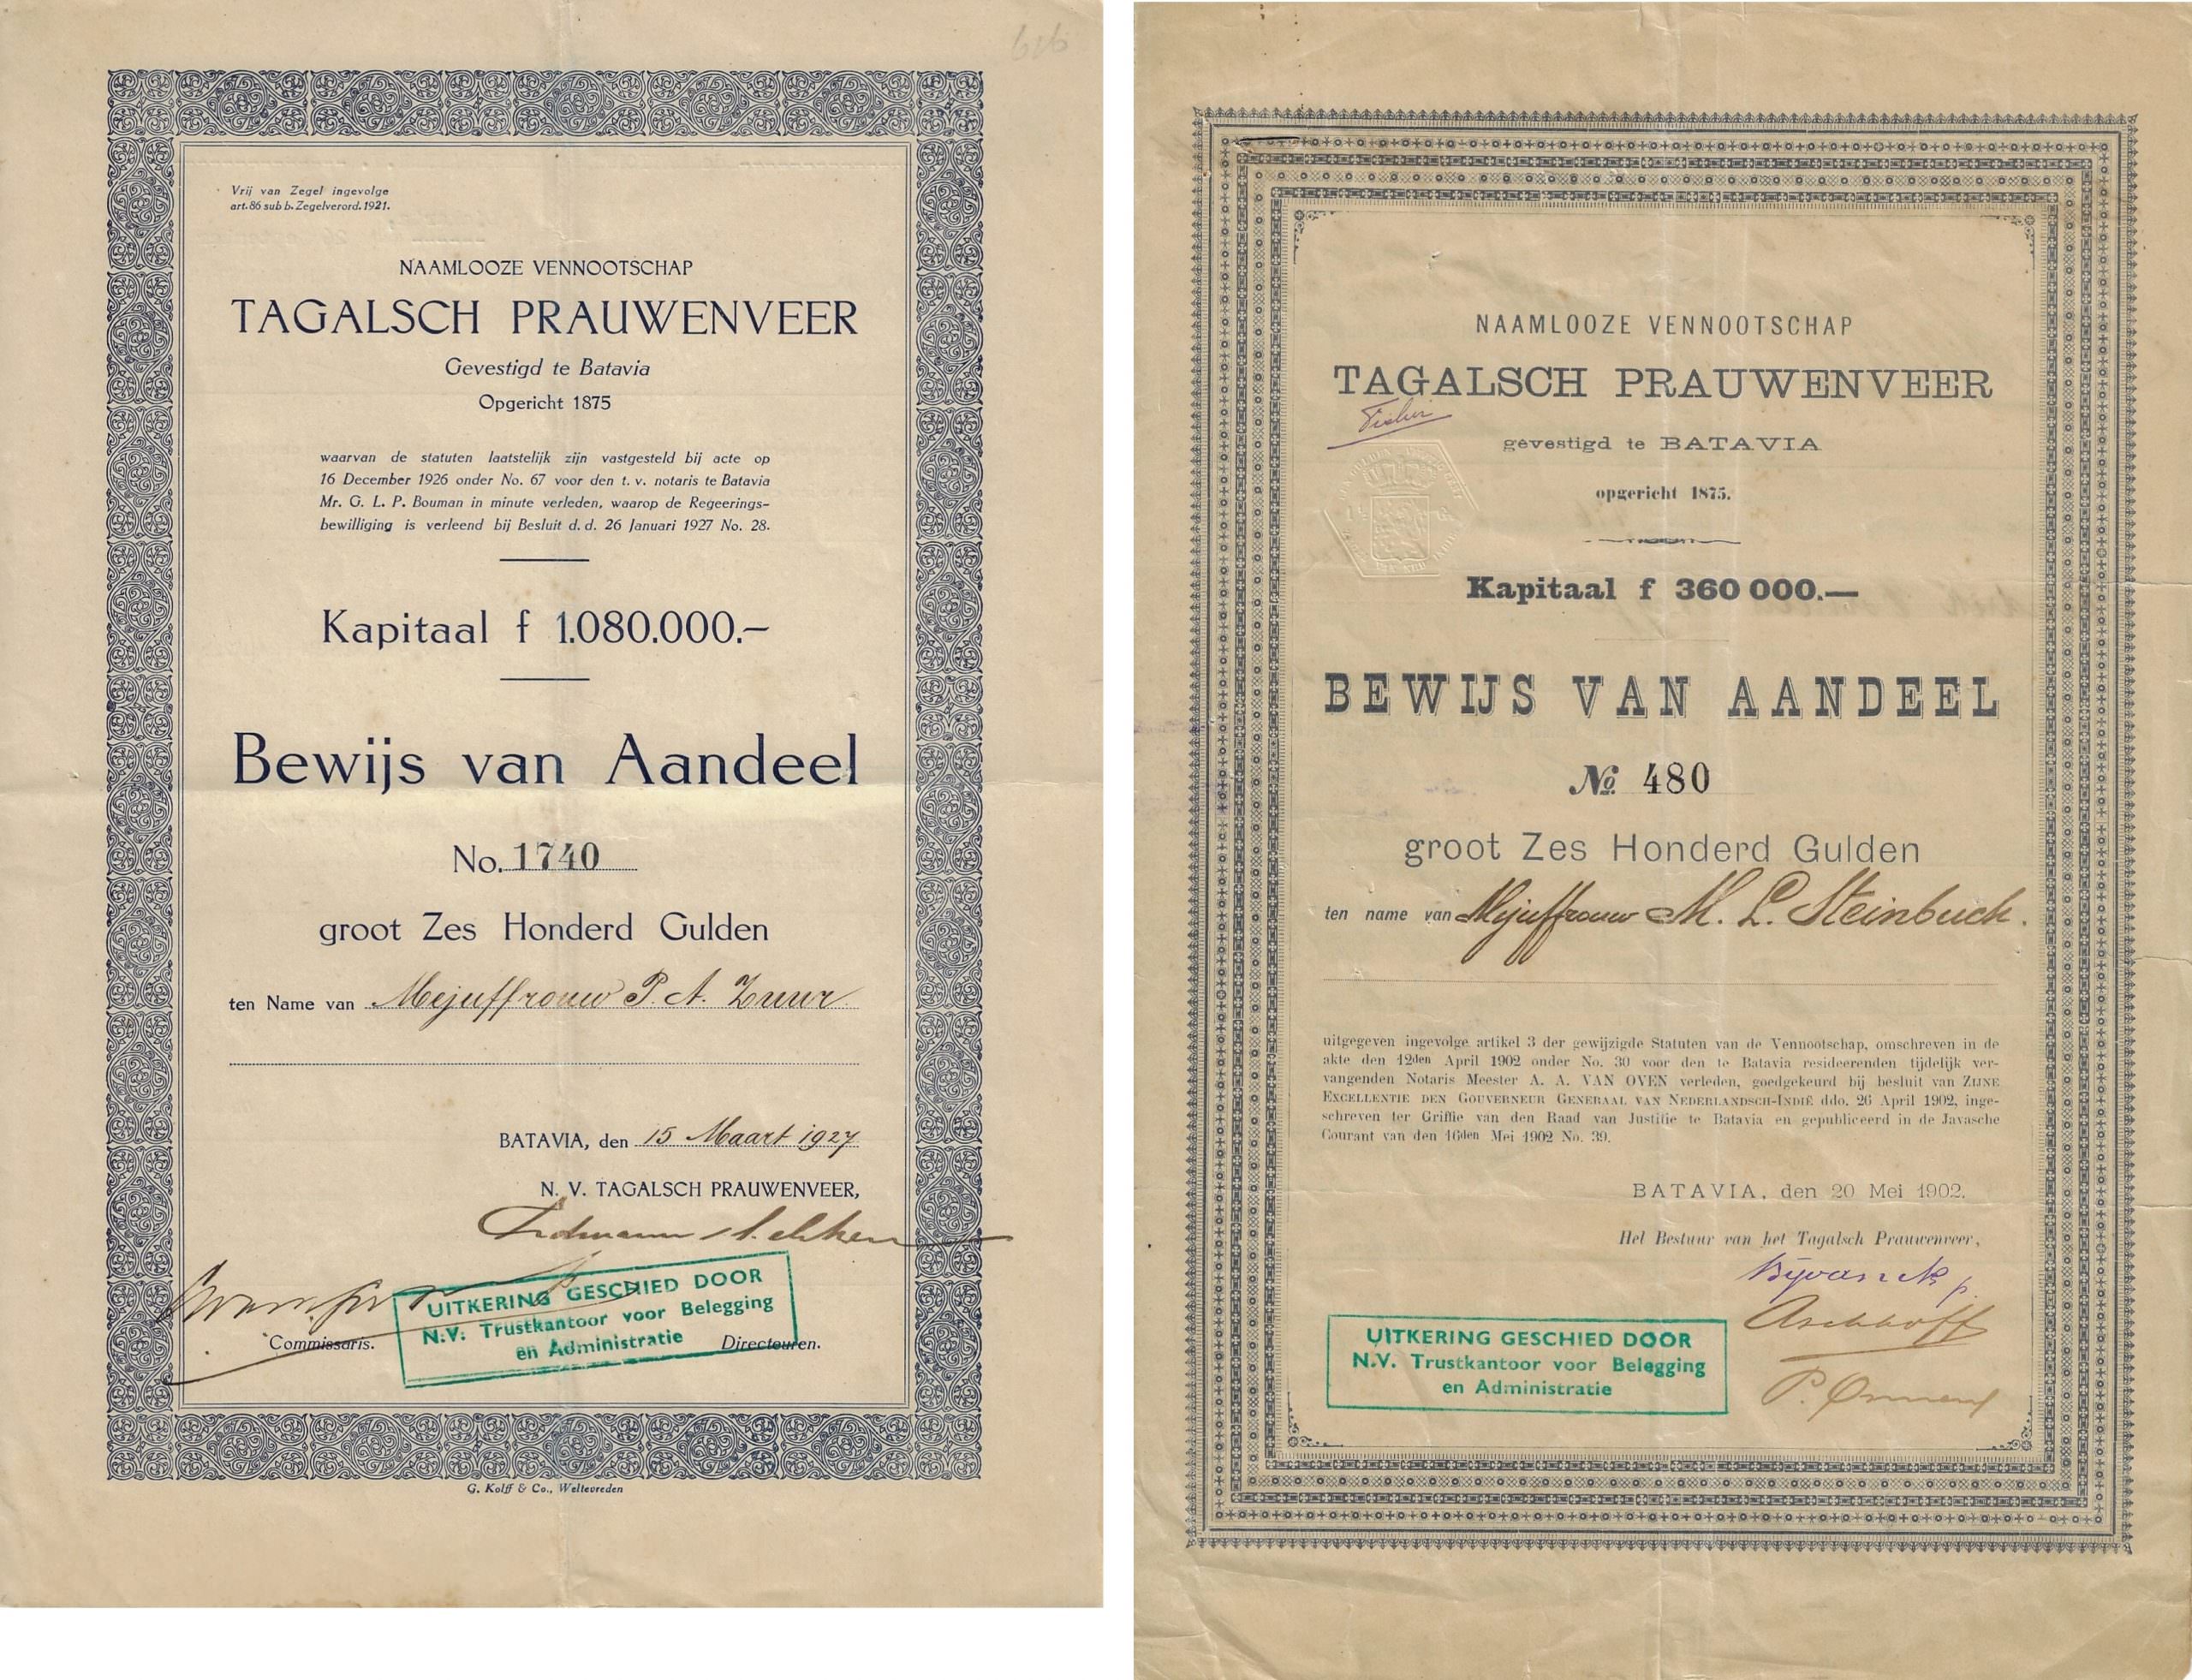 626
Vrij van Zegel ingevolge
art. 86 sub b. Zegelverord. 1921.
NAAMLOOZE VENNOOTSCHAP
TAGALSCH PRAUWENVEER
Gevestigd te Batavia
Opgericht 1875
waarvan de statuten laatstelijk zijn vastgesteld bij acte op
16 December 1926 onder No. 67 voor den t. v. notaris te Batavia
Mr. G. L. P. Bouman in minute verleden, waarop de Regeerings-
bewilliging is verleend bij Besluit d. d. 26 Januari 1927 No. 28.
Kapitaal f 1.080.000.–
Bewijs van Aandeel
No. 1740
groot Zes Honderd Gulden
ten Name van Mejuffrouw P. A. Zuur
BATAVIA, den 15 Maart 1927
N. V. TAGALSCH PRAUWENVEER,
UITKERING GESCHIED DOOR
N.V. Trustkantoor voor Belegging
en Administratie
Commissaris. Directeuren.
G. Kolff & Co., Weltevreden
NAAMLOOZE VENNOOTSCHAP
TAGALSCH PRAUWENVEER
gevestigd te BATAVIA
opgericht 1875.
Kapitaal f 360 000.—
BEWIJS VAN AANDEEL
No. 480
groot Zes Honderd Gulden
ten name van Mejuffrouw M. L. Steinbuch.
uitgegeven ingevolge artikel 3 der gewijzigde Statuten van de Vennootschap, omschreven in de
akte den 12den April 1902 onder No. 30 voor den te Batavia resideerenden tijdelijk ver-
vangenden Notaris Meester A. A. VAN OVEN verleden, goedgekeurd bij besluit van ZIJNE
EXCELLENTIE DEN GOUVERNEUR GENERAAL VAN NEDERLANDSCH-INDIË ddo. 26 April 1902, inge-
schreven ter Griffie van den Raad van Justitie te Batavia en gepubliceerd in de Javasche
Courant van den 16den Mei 1902 No. 39.
BATAVIA, den 20 Mei 1902.
Het Bestuur van het Tagalsch Prauwenveer,
Aschhoff
UITKERING GESCHIED DOOR
N.V. Trustkantoor voor Belegging
en Administratie